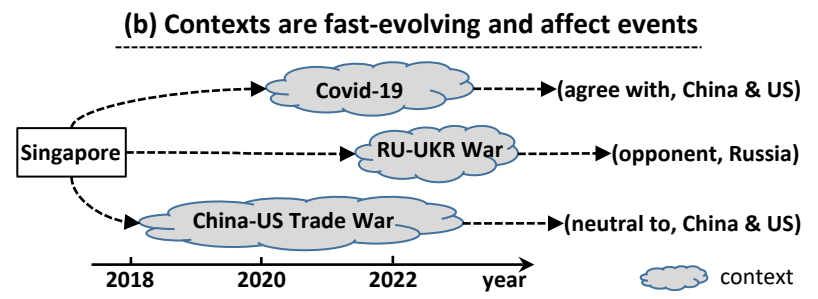 (b) Contexts are fast-evolving and affect events
Covid-19
(agree with, China & US)
Singapore
RU-UKR War
(opponent, Russia)
China-US Trade War
(neutral to, China & US)
2018 2020 2022 year
context